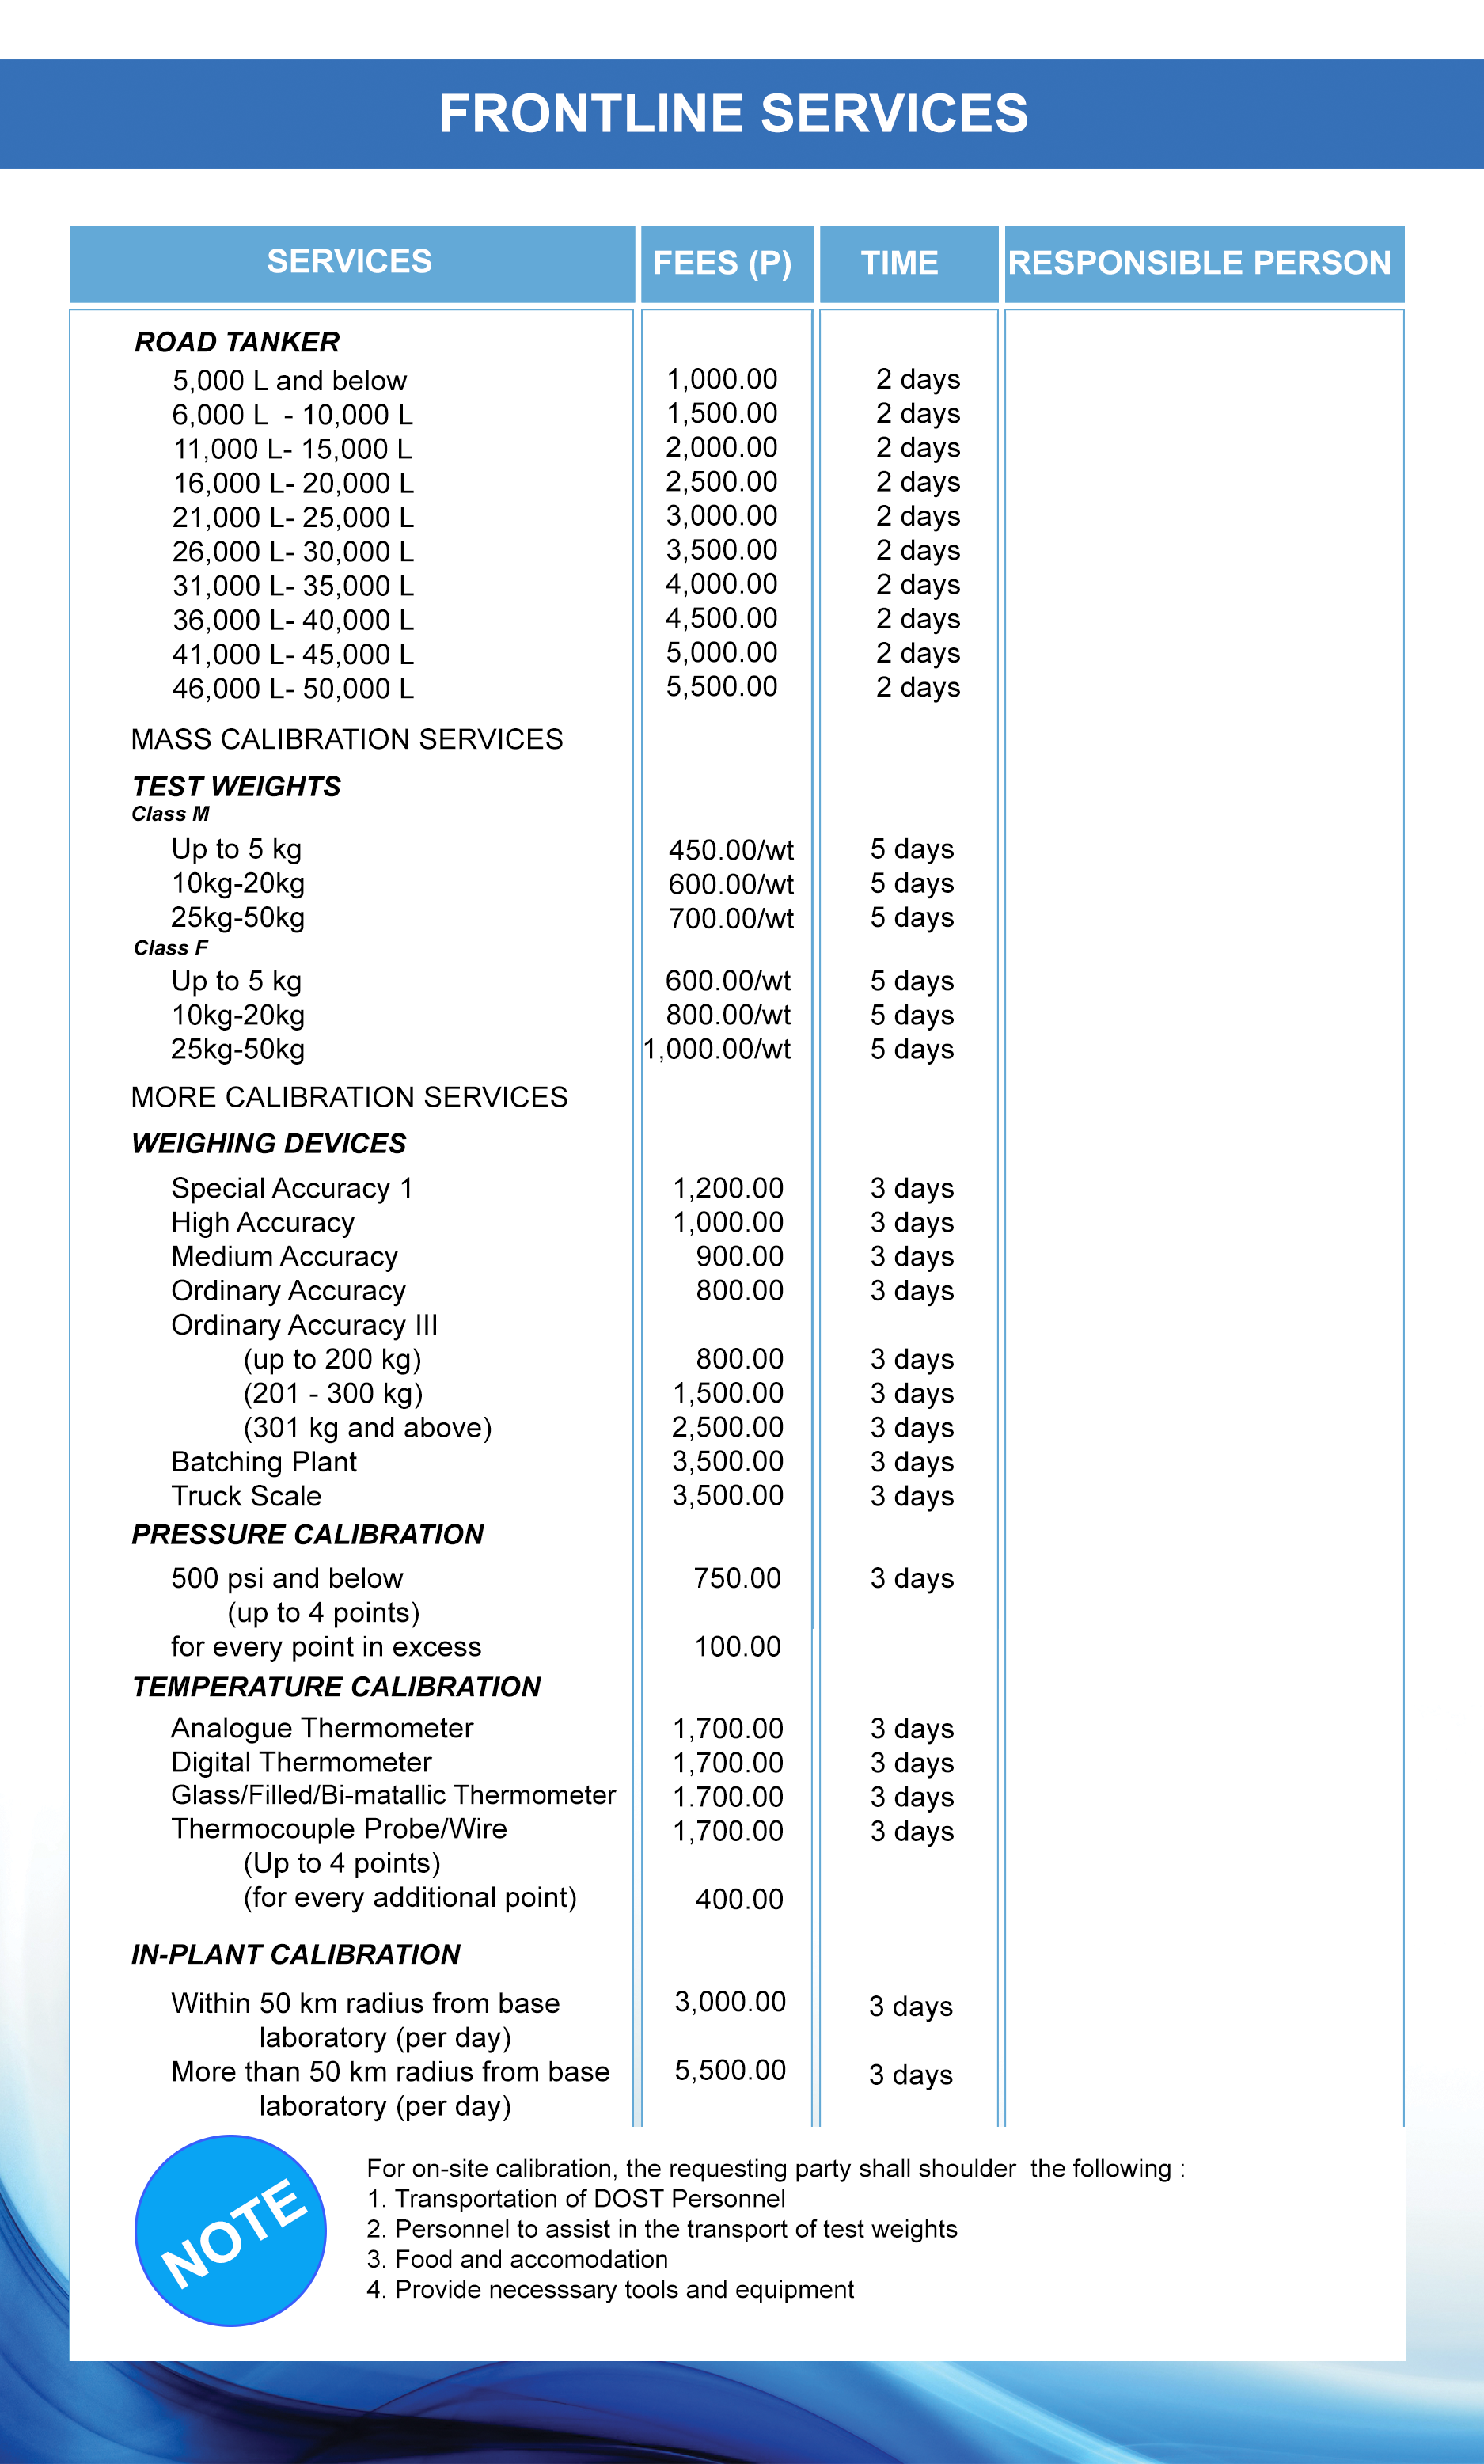 FRONTLINE SERVICES
SERVICES FEES (P) TIME RESPONSIBLE PERSON
ROAD TANKER
5,000 L and below 1,000.00 2 days
6,000 L - 10,000 L 1,500.00 2 days
11,000 L- 15,000 L 2,000.00 2 days
16,000 L- 20,000 L 2,500.00 2 days
21,000 L- 25,000 L 3,000.00 2 days
26,000 L- 30,000 L 3,500.00 2 days
31,000 L- 35,000 L 4,000.00 2 days
36,000 L- 40,000 L 4,500.00 2 days
41,000 L- 45,000 L 5,000.00 2 days
46,000 L- 50,000 L 5,500.00 2 days
MASS CALIBRATION SERVICES
TEST WEIGHTS
Class M
Up to 5 kg 450.00/wt 5 days
10kg-20kg 600.00/wt 5 days
25kg-50kg 700.00/wt 5 days
Class F
Up to 5 kg 600.00/wt 5 days
10kg-20kg 800.00/wt 5 days
25kg-50kg 1,000.00/wt 5 days
MORE CALIBRATION SERVICES
WEIGHING DEVICES
Special Accuracy 1 1,200.00 3 days
High Accuracy 1,000.00 3 days
Medium Accuracy 900.00 3 days
Ordinary Accuracy 800.00 3 days
Ordinary Accuracy III
(up to 200 kg) 800.00 3 days
(201 - 300 kg) 1,500.00 3 days
(301 kg and above) 2,500.00 3 days
Batching Plant 3,500.00 3 days
Truck Scale 3,500.00 3 days
PRESSURE CALIBRATION
500 psi and below 750.00 3 days
(up to 4 points)
for every point in excess 100.00
TEMPERATURE CALIBRATION
Analogue Thermometer 1,700.00 3 days
Digital Thermometer 1,700.00 3 days
Glass/Filled/Bi-matallic Thermometer 1.700.00 3 days
Thermocouple Probe/Wire 1,700.00 3 days
(Up to 4 points)
(for every additional point) 400.00
IN-PLANT CALIBRATION
Within 50 km radius from base 3,000.00 3 days
laboratory (per day)
More than 50 km radius from base 5,500.00 3 days
laboratory (per day)
NOTE
For on-site calibration, the requesting party shall shoulder the following :
1. Transportation of DOST Personnel
2. Personnel to assist in the transport of test weights
3. Food and accomodation
4. Provide necesssary tools and equipment